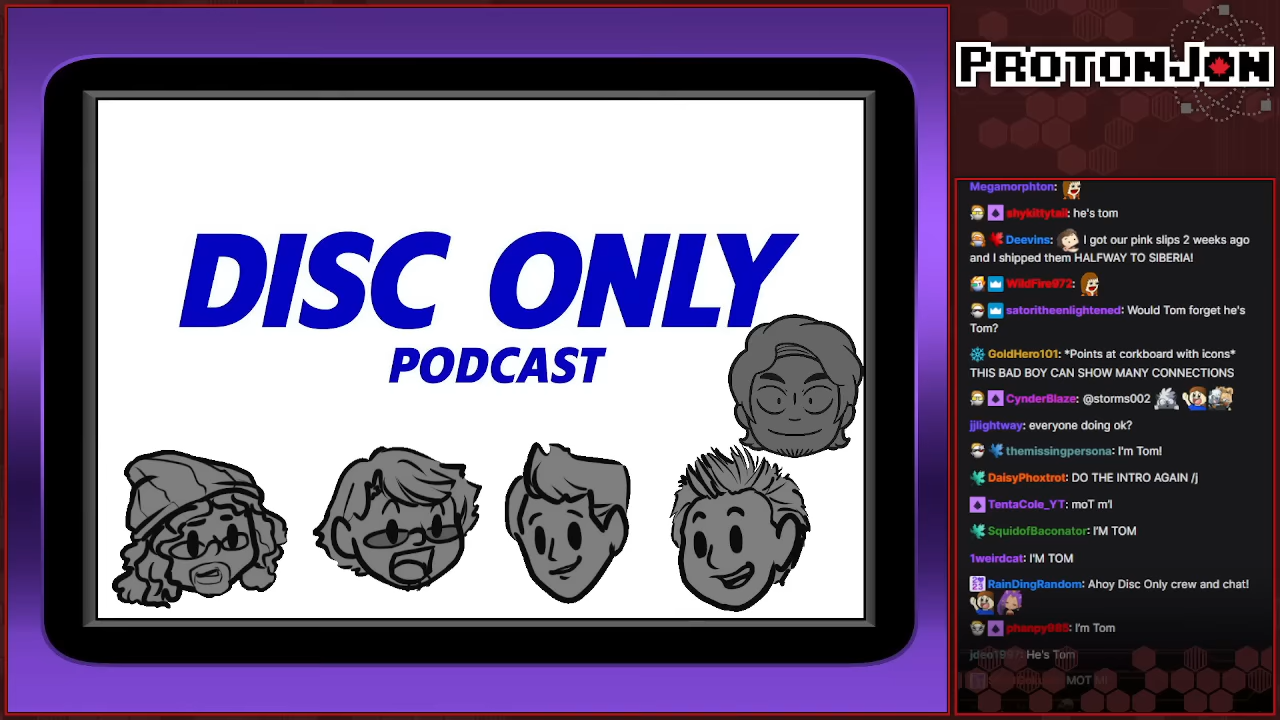 PROTONJON
DISC ONLY
PODCAST
Megamorphton:
shykittytail: he's tom
Deevins: I got our pink slips 2 weeks ago
and I shipped them HALFWAY TO SIBERIA!
WildFire972:
satoritheenlightened: Would Tom forget he's
Tom?
GoldHero101: *Points at corkboard with icons*
THIS BAD BOY CAN SHOW MANY CONNECTIONS
CynderBlaze: @storms002
jjlightway: everyone doing ok?
themissingpersona: I'm Tom!
DaisyPhoxtrot: DO THE INTRO AGAIN /j
TentaCole_YT: moT m'I
SquidofBaconator: I'M TOM
1weirdcat: I'M TOM
RainDingRandom: Ahoy Disc Only crew and chat!
phanpy985: I'm Tom
He's Tom
MOT M'I